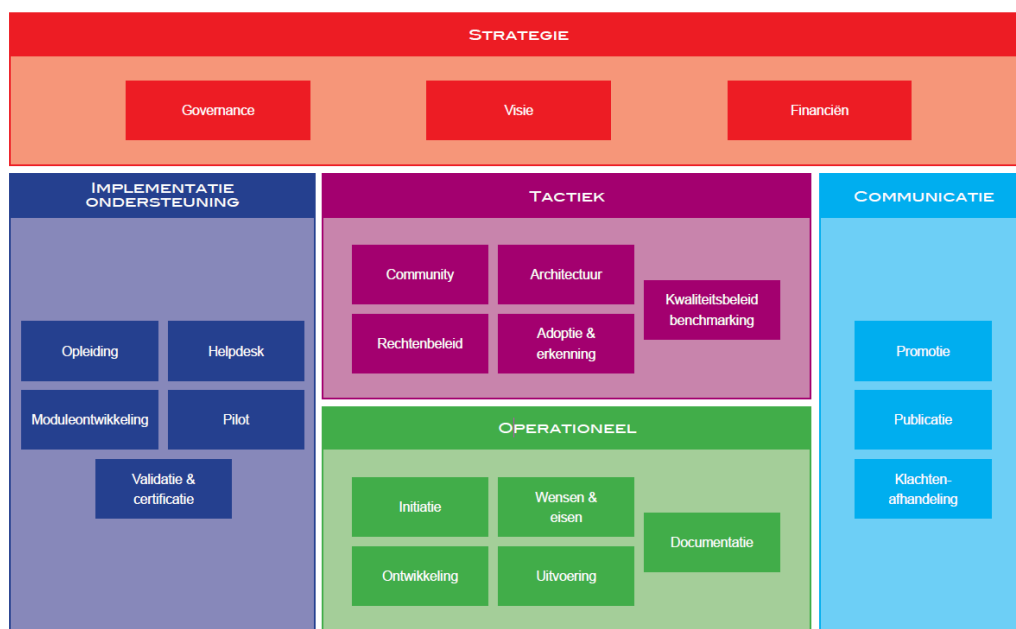 STRATEGIE
Governance
Visie
Financiën
IMPLEMENTATIE
ONDERSTEUNING
Opleiding
Helpdesk
Moduleontwikkeling
Pilot
Validatie &
certificatie
TACTIEK
Community
Architectuur
Rechtenbeleid
Adoptie &
erkenning
Kwaliteitsbeleid
benchmarking
OPERATIONEEL
Initiatie
Wensen &
eisen
Ontwikkeling
Uitvoering
Documentatie
COMMUNICATIE
Promotie
Publicatie
Klachten-
afhandeling